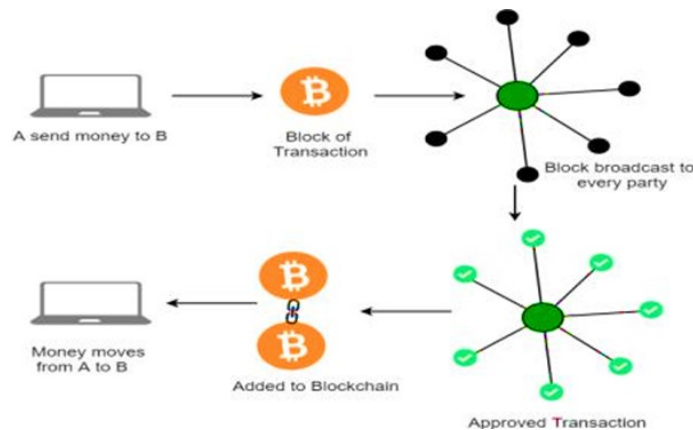 A send money to B
Block of
Transaction
Block broadcast to
every party
Money moves
from A to B
Added to Blockchain
Approved Transaction